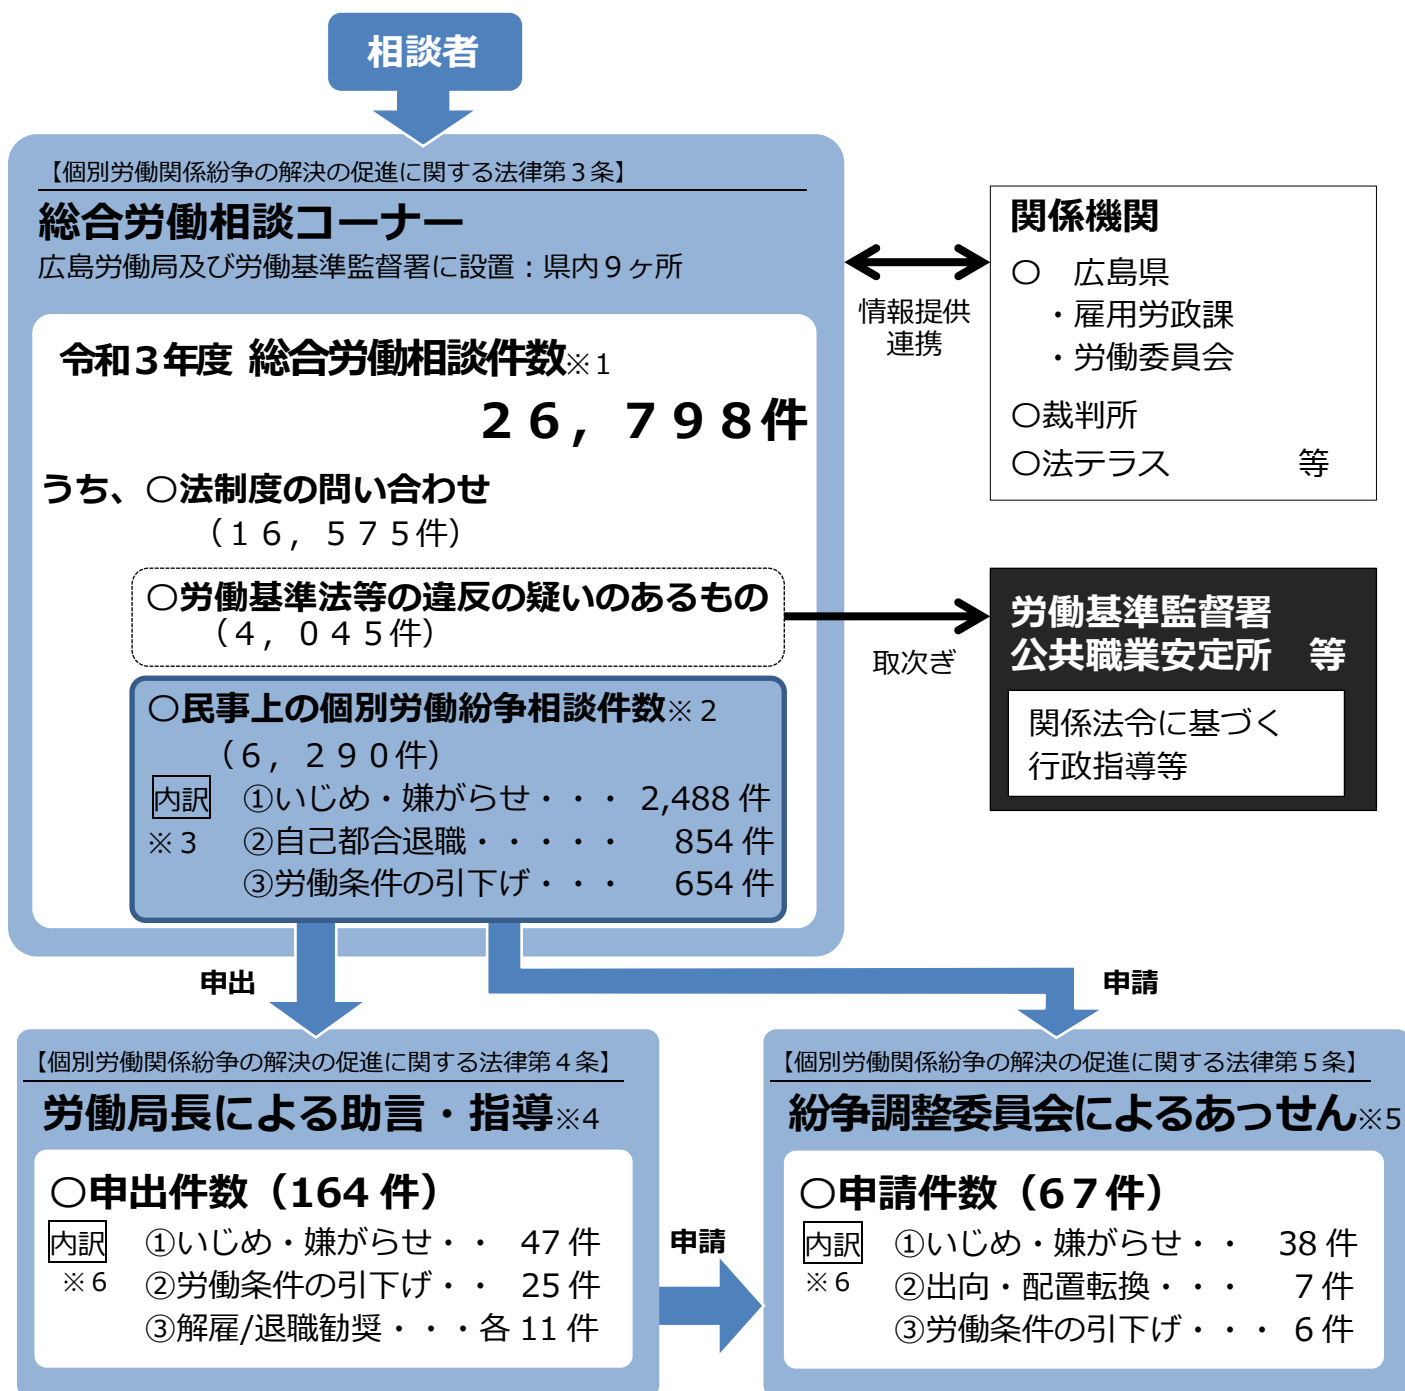 相談者
【個別労働関係紛争の解決の促進に関する法律第３条】
総合労働相談コーナー
広島労働局及び労働基準監督署に設置：県内９ヶ所
令和３年度 総合労働相談件数※１
２６，７９８件
うち、○法制度の問い合わせ
（１６，５７５件）
○労働基準法等の違反の疑いのあるもの
（４，０４５件）
○民事上の個別労働紛争相談件数※２
（６，２９０件）
内訳 ①いじめ・嫌がらせ・・・ 2,488 件
※３ ②自己都合退職・・・・・ 854 件
③労働条件の引下げ・・・ 654 件
情報提供
連携
関係機関
○ 広島県
・雇用労政課
・労働委員会
○裁判所
○法テラス 等
取次ぎ
労働基準監督署
公共職業安定所 等
関係法令に基づく
行政指導等
申出
申請
【個別労働関係紛争の解決の促進に関する法律第４条】
労働局長による助言・指導※4
○申出件数（164 件）
内訳 ①いじめ・嫌がらせ・・ 47 件
※６ ②労働条件の引下げ・・ 25 件
③解雇/退職勧奨・・・各 11 件
申請
【個別労働関係紛争の解決の促進に関する法律第５条】
紛争調整委員会によるあっせん※5
○申請件数（６７件）
内訳 ①いじめ・嫌がらせ・・ 38 件
※６ ②出向・配置転換・・・ 7 件
③労働条件の引下げ・・・ 6 件